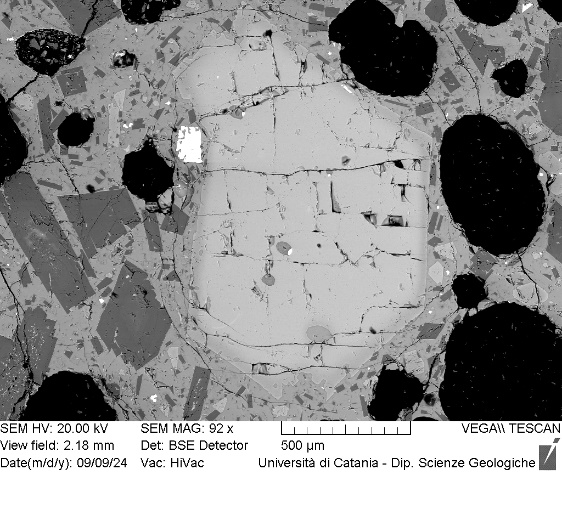 SEM HV: 20.00 kV SEM MAG: 92 x VEGA\\ TESCAN
View field: 2.18 mm Det: BSE Detector 500 µm
Date(m/d/y): 09/09/24 Vac: HiVac Università di Catania - Dip. Scienze Geologiche